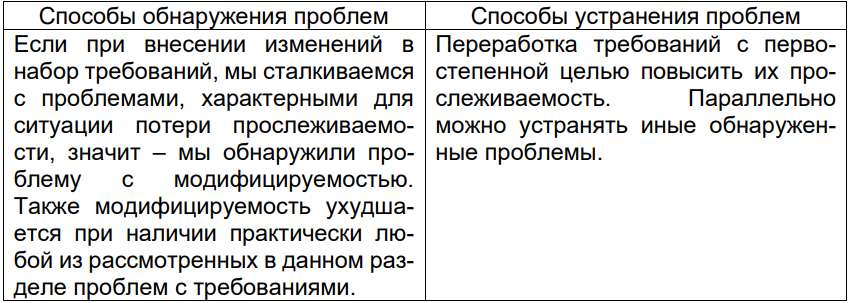 Способы обнаружения проблем
Способы устранения проблем
Если при внесении изменений в
набор требований, мы сталкиваемся
с проблемами, характерными для
ситуации потери прослеживаемо-
сти, значит – мы обнаружили про-
блему с модифицируемостью.
Также модифицируемость ухудша-
ется при наличии практически лю-
бой из рассмотренных в данном раз-
деле проблем с требованиями.
Переработка требований с перво-
степенной целью повысить их про-
слеживаемость. Параллельно
можно устранять иные обнаружен-
ные проблемы.